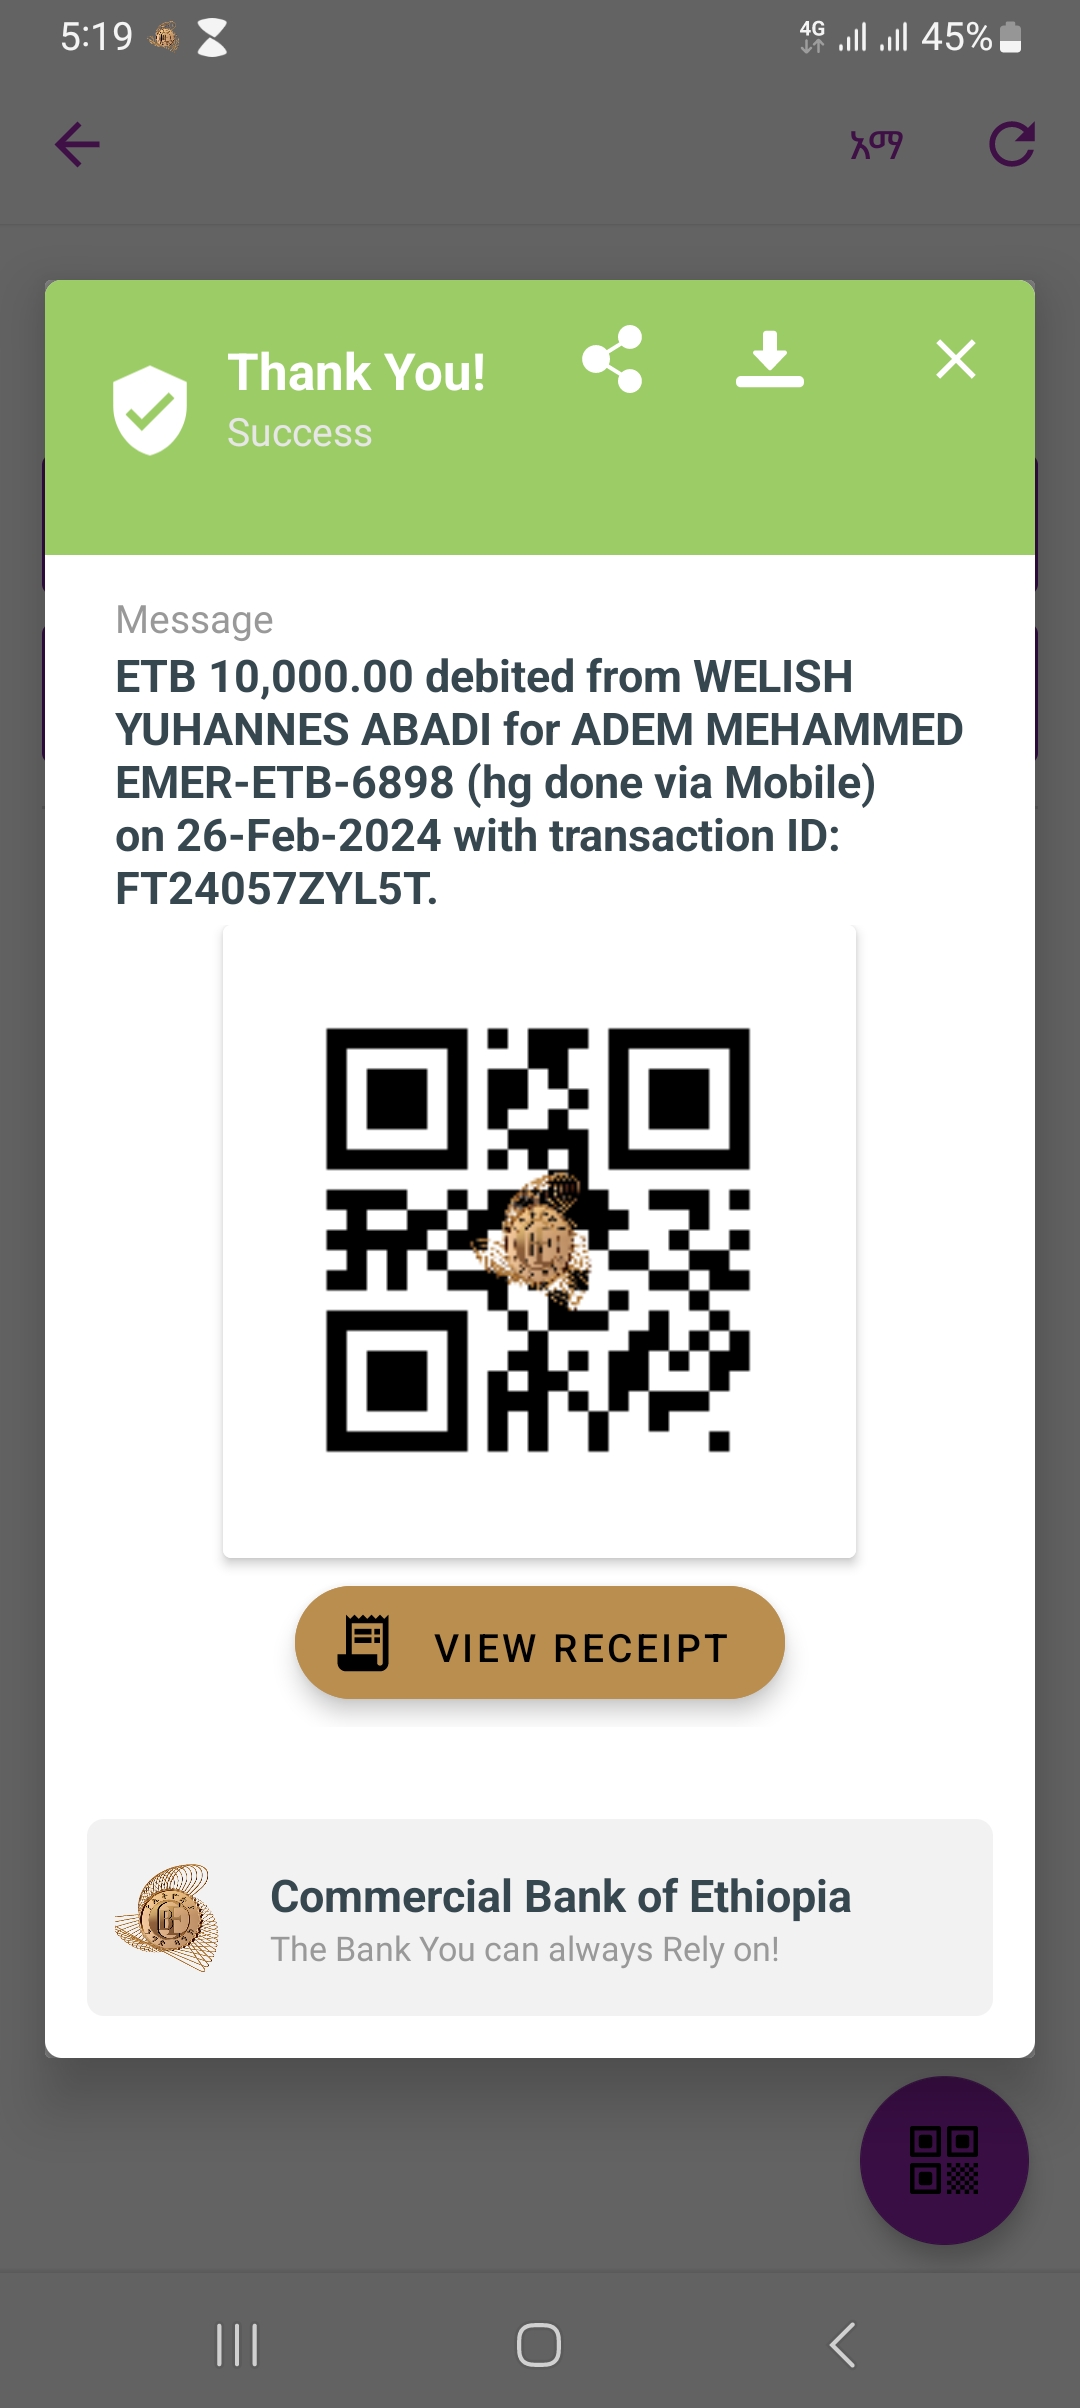 5:19
4G
45%
አማ
Thank You!
Success
Message
ETB 10,000.00 debited from WELISH
YUHANNES ABADI for ADEM MEHAMMED
EMER-ETB-6898 (hg done via Mobile)
on 26-Feb-2024 with transaction ID:
FT24057ZYL5T.
VIEW RECEIPT
Commercial Bank of Ethiopia
The Bank You can always Rely on!